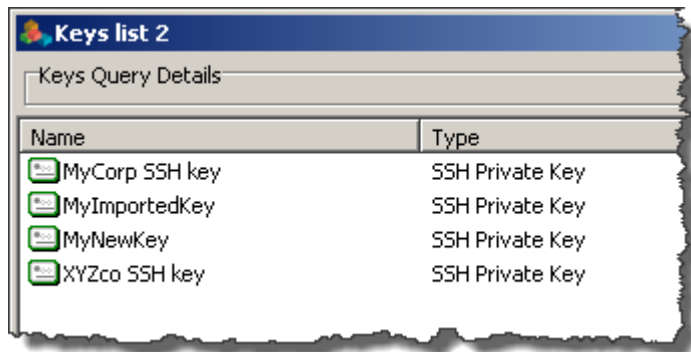 Keys list 2
Keys Query Details
Name Type
MyCorp SSH key SSH Private Key
MyImportedKey SSH Private Key
MyNewKey SSH Private Key
XYZco SSH key SSH Private Key